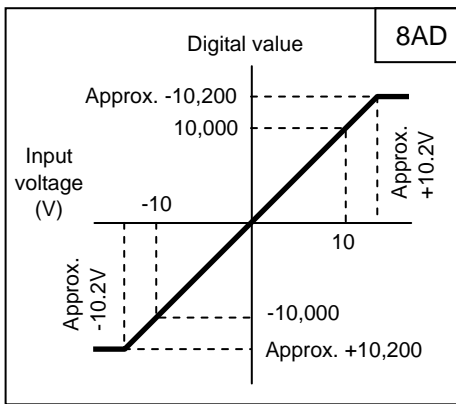 8AD
Digital value
Approx. -10,200
10,000
Input
voltage
(V)
-10
10
Approx.
+10.2V
Approx.
-10.2V
-10,000
Approx. +10,200